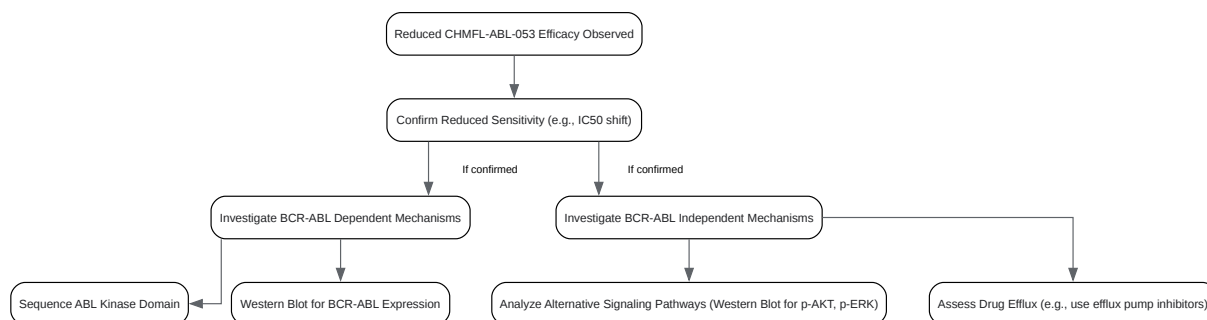 Reduced CHMFL-ABL-053 Efficacy Observed
Confirm Reduced Sensitivity (e.g., IC50 shift)
If confirmed
If confirmed
Investigate BCR-ABL Dependent Mechanisms
Investigate BCR-ABL Independent Mechanisms
Sequence ABL Kinase Domain
Western Blot for BCR-ABL Expression
Analyze Alternative Signaling Pathways (Western Blot for p-AKT, p-ERK)
Assess Drug Efflux (e.g., use efflux pump inhibitors)